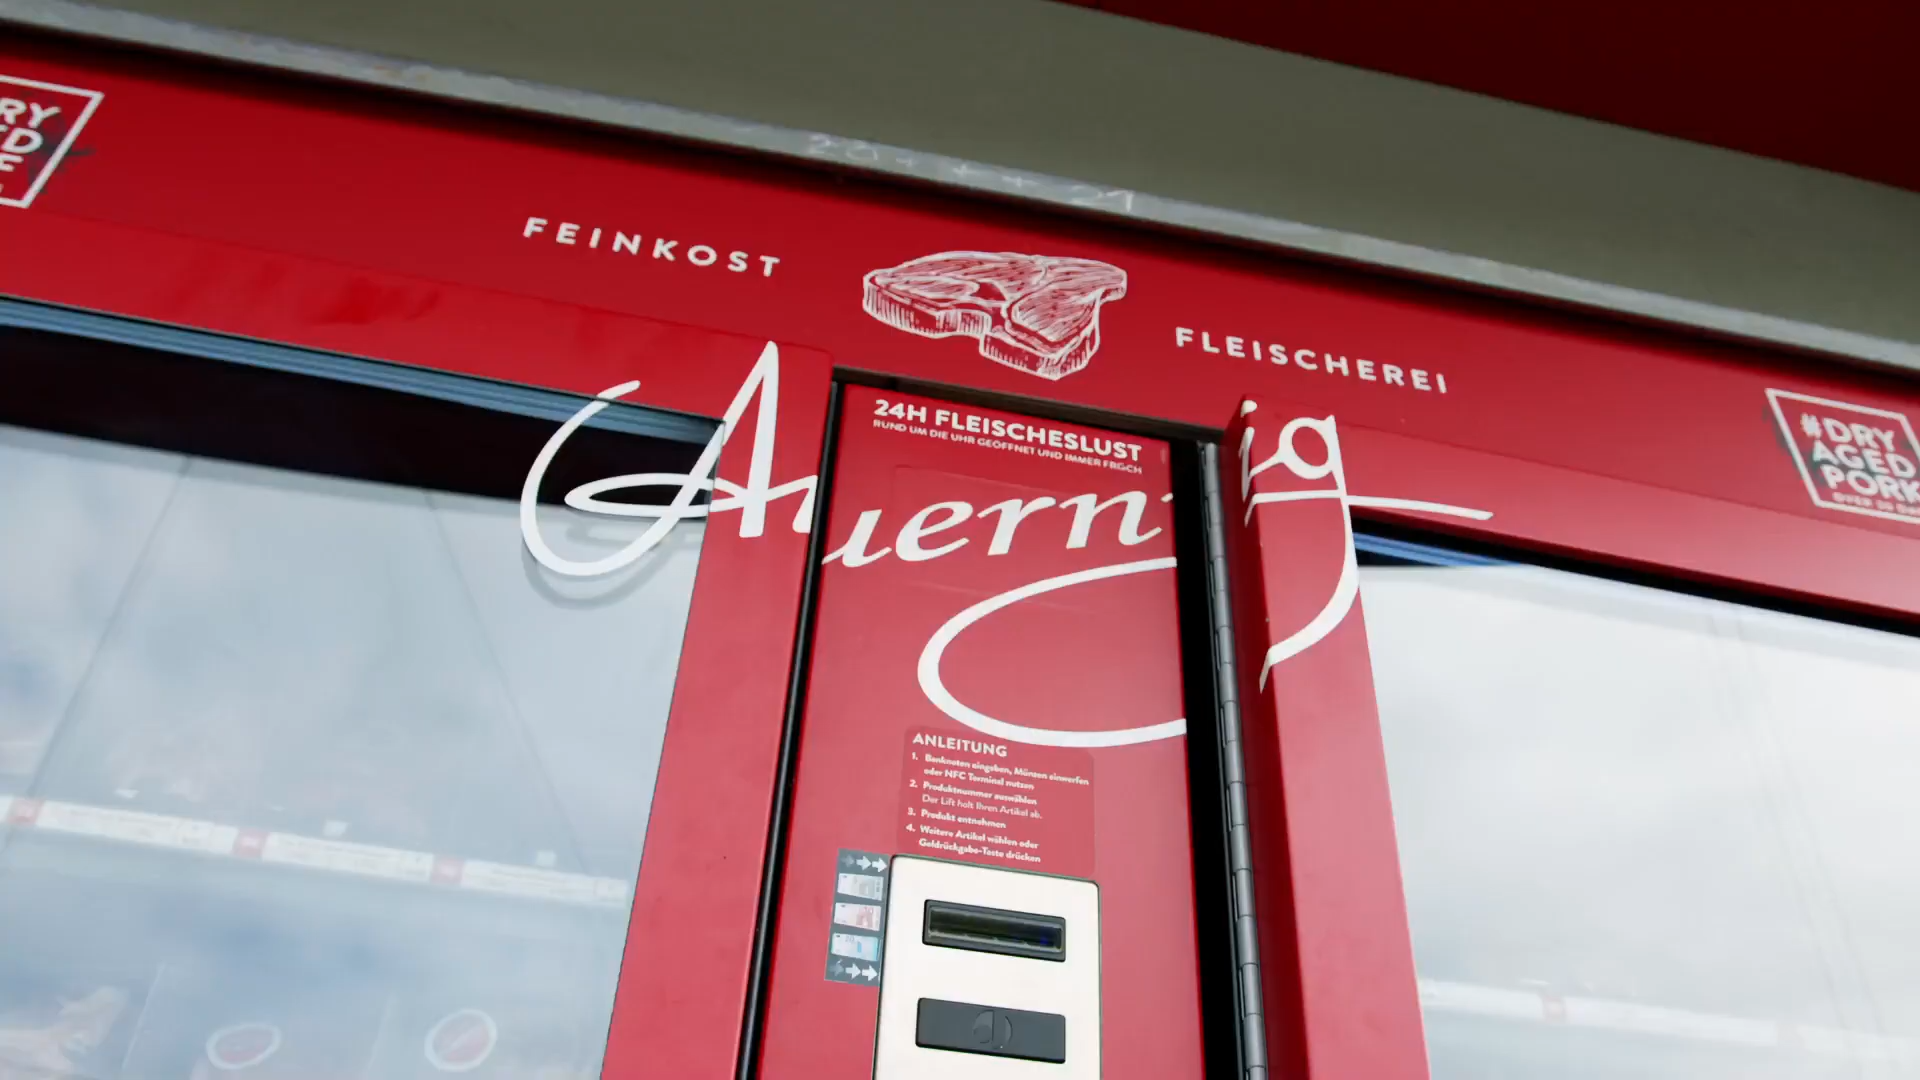 RY
ED
FEINKOST
FLEISCHEREI
24H FLEISCHESLUST
RUND UM DIE UHR GEÖFFNET UND IMMER FRISCH
Auernig
#DRY
AGED
PORK
ANLEITUNG
1. Banknoten eingeben, Münzen einwerfen
oder NFC Terminal nutzen
2. Produktnummer auswählen
Der Lift holt Ihren Artikel ab.
3. Produkt entnehmen
4. Weitere Artikel wählen oder
Geldrückgabe-Taste drücken